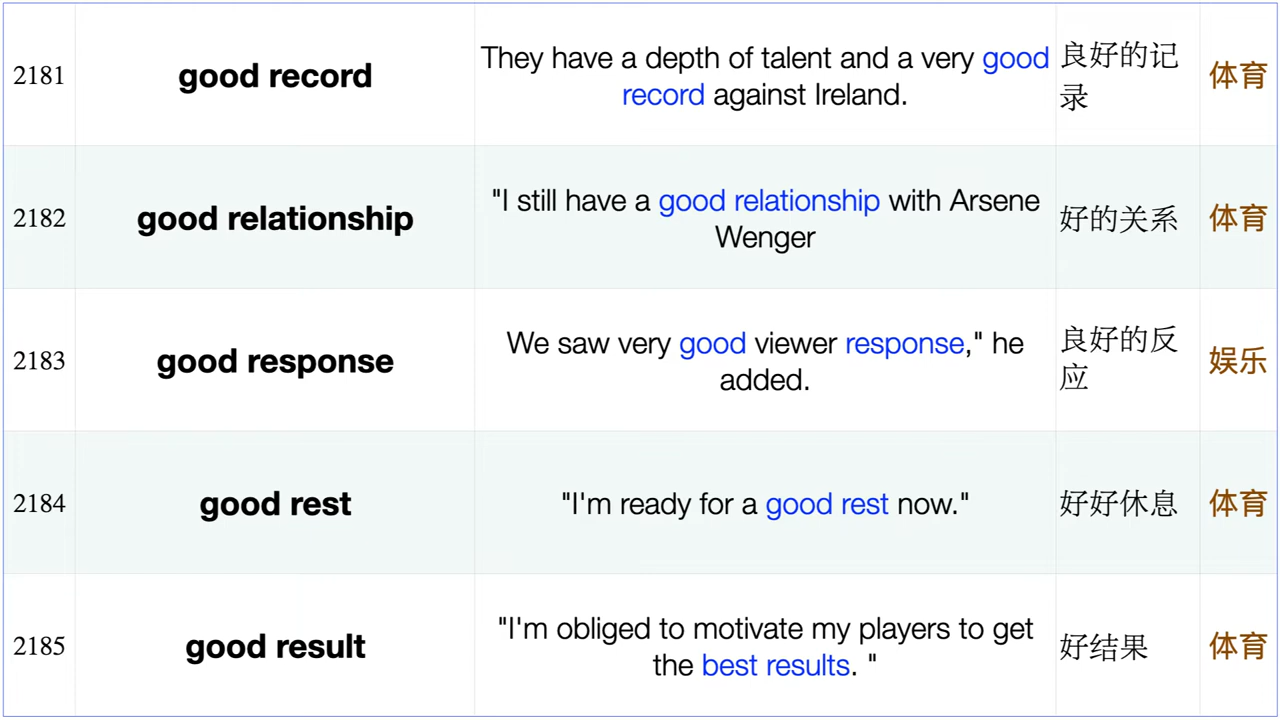 2181
good record
They have a depth of talent and a very good
record against Ireland.
良好的记
录
体育
2182
good relationship
"I still have a good relationship with Arsene
Wenger
好的关系
体育
2183
good response
We saw very good viewer response," he
added.
良好的反
应
娱乐
2184
good rest
"I'm ready for a good rest now."
好好休息
体育
2185
good result
"I'm obliged to motivate my players to get
the best results. "
好结果
体育